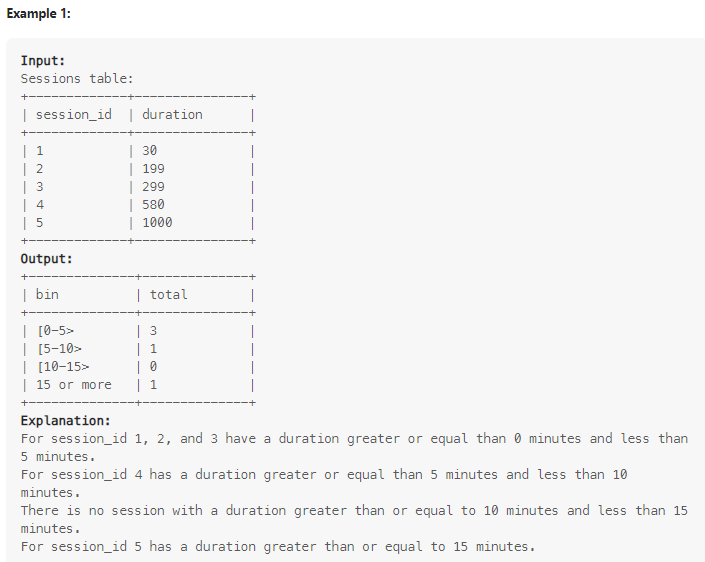 Example 1:
Input:
Sessions table:
+-------------+---------------+
| session_id  | duration      |
+-------------+---------------+
| 1           | 30            |
| 2           | 199           |
| 3           | 299           |
| 4           | 580           |
| 5           | 1000          |
+-------------+---------------+
Output:
+--------------+--------------+
| bin          | total        |
+--------------+--------------+
| [0-5>        | 3            |
| [5-10>       | 1            |
| [10-15>      | 0            |
| 15 or more   | 1            |
+--------------+--------------+
Explanation:
For session_id 1, 2, and 3 have a duration greater or equal than 0 minutes and less than
5 minutes.
For session_id 4 has a duration greater or equal than 5 minutes and less than 10
minutes.
There is no session with a duration greater than or equal to 10 minutes and less than 15
minutes.
For session_id 5 has a duration greater than or equal to 15 minutes.